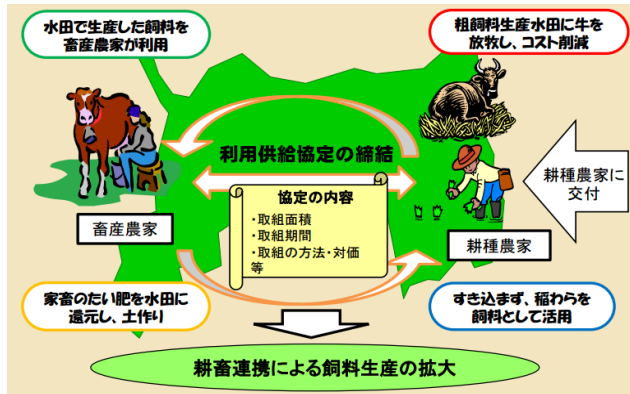 水田で生産した飼料を
畜産農家が利用
粗飼料生産水田に牛を
放牧し、コスト削減
利用供給協定の締結
協定の内容
・取組面積
・取組期間
・取組の方法・対価
等
畜産農家
耕種農家
耕種農家に
交付
家畜のたい肥を水田に
還元し、土作り
すき込まず、稲わらを
飼料として活用
耕畜連携による飼料生産の拡大